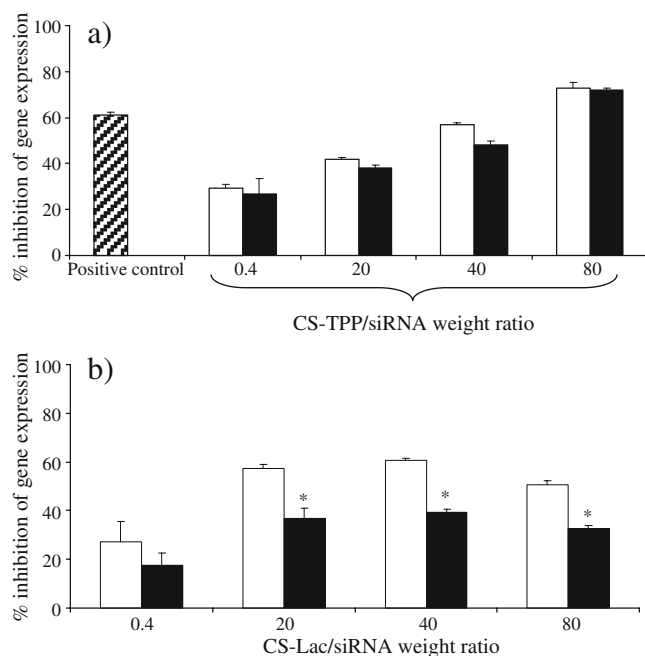 a)
% inhibition of gene expression
100
80
60
40
20
0
Positive control 0.4 20 40 80
CS-TPP/siRNA weight ratio
b)
% inhibition of gene expression
100
80
60
40
20
0
* * *
0.4 20 40 80
CS-Lac/siRNA weight ratio